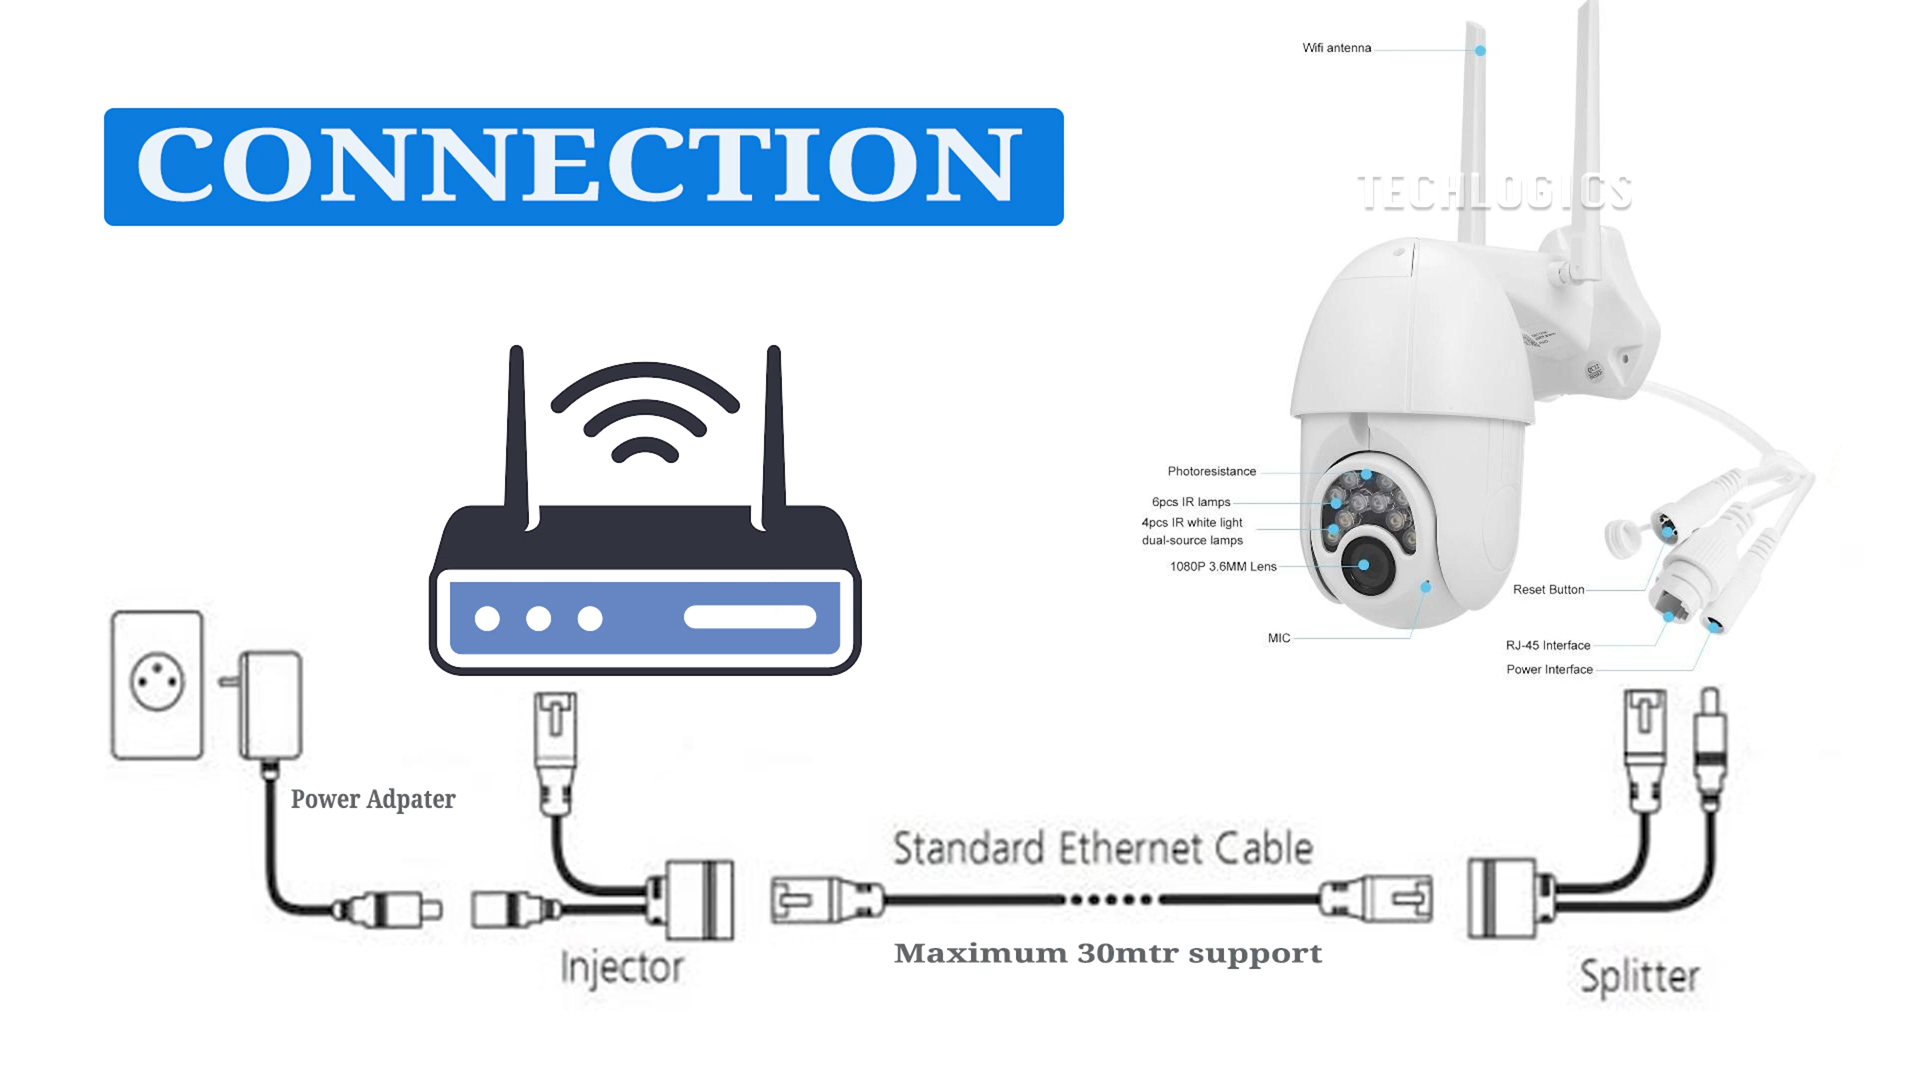 Wifi antenna
CONNECTION
TECHLOGICS
Photoresistance
6pcs IR lamps
4pcs IR white light
dual-source lamps
1080P 3.6MM Lens
MIC
Reset Button
RJ-45 Interface
Power Interface
Power Adpater
Standard Ethernet Cable
Maximum 30mtr support
Injector
Splitter